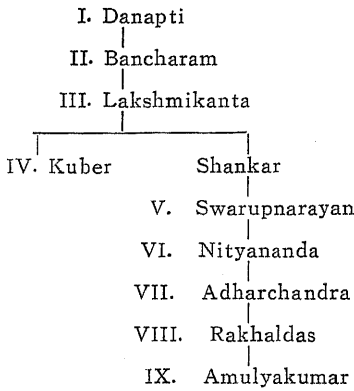 I. Danapti
II. Bancharam
III. Lakshmikanta
IV. Kuber Shankar
V. Swarupnarayan
VI. Nityananda
VII. Adharchandra
VIII. Rakhaldas
IX. Amulyakumar